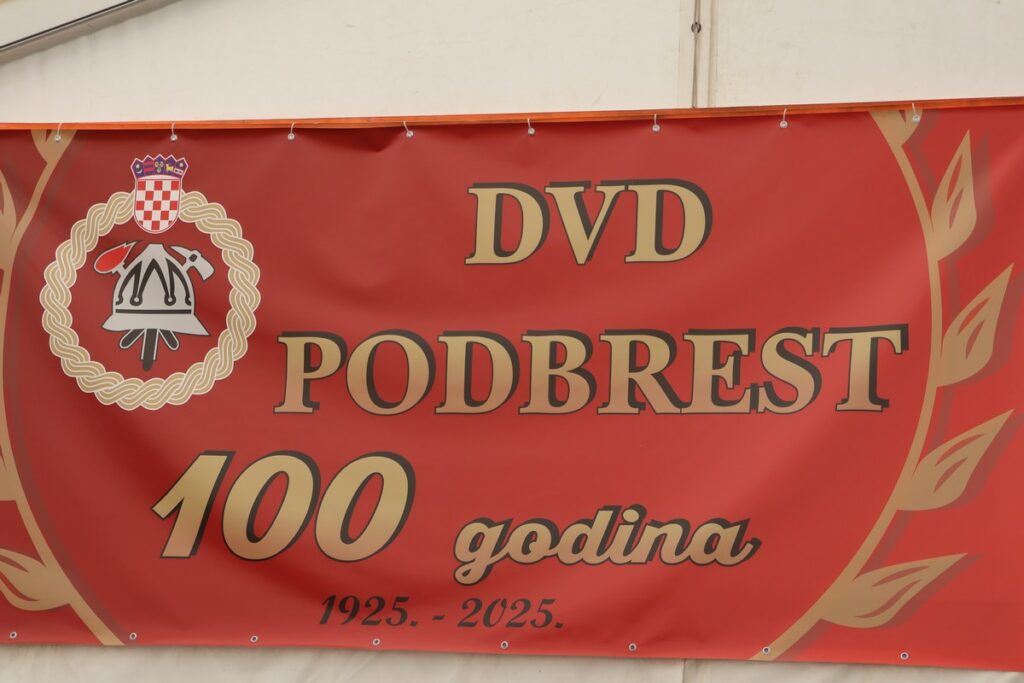 DVD
PODBREST
100 godina
1925. - 2025.